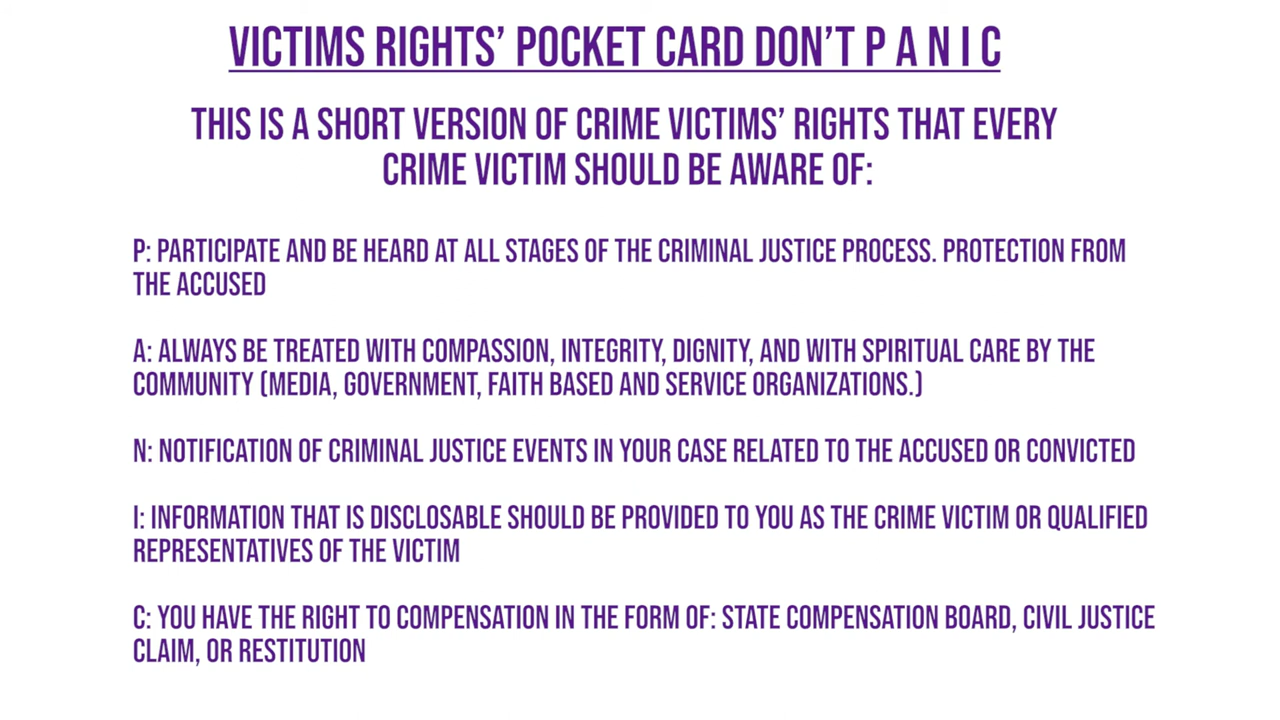 VICTIMS RIGHTS’ POCKET CARD DON’T P A N I C
THIS IS A SHORT VERSION OF CRIME VICTIMS’ RIGHTS THAT EVERY
CRIME VICTIM SHOULD BE AWARE OF:
P: PARTICIPATE AND BE HEARD AT ALL STAGES OF THE CRIMINAL JUSTICE PROCESS. PROTECTION FROM
THE ACCUSED
A: ALWAYS BE TREATED WITH COMPASSION, INTEGRITY, DIGNITY, AND WITH SPIRITUAL CARE BY THE
COMMUNITY (MEDIA, GOVERNMENT, FAITH BASED AND SERVICE ORGANIZATIONS.)
N: NOTIFICATION OF CRIMINAL JUSTICE EVENTS IN YOUR CASE RELATED TO THE ACCUSED OR CONVICTED
I: INFORMATION THAT IS DISCLOSABLE SHOULD BE PROVIDED TO YOU AS THE CRIME VICTIM OR QUALIFIED
REPRESENTATIVES OF THE VICTIM
C: YOU HAVE THE RIGHT TO COMPENSATION IN THE FORM OF: STATE COMPENSATION BOARD, CIVIL JUSTICE
CLAIM, OR RESTITUTION